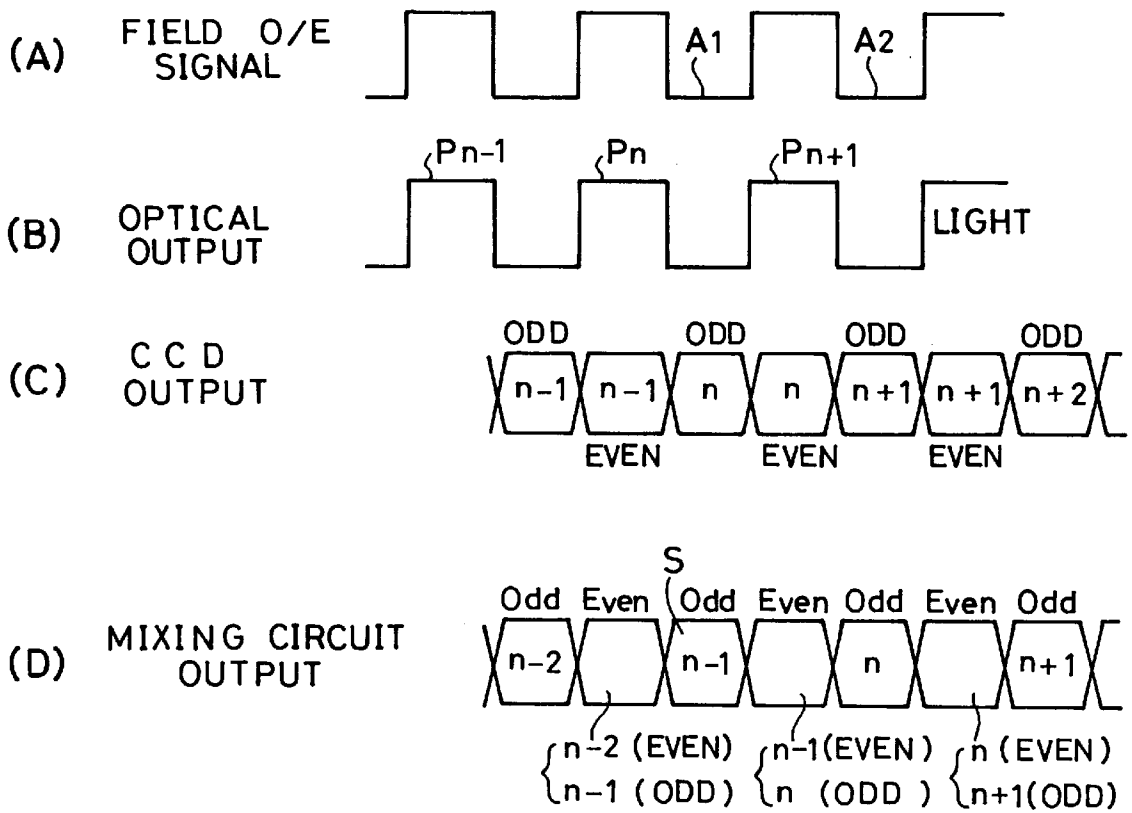 (A) FIELD O/E
SIGNAL
A1 A2
Pn-1 Pn Pn+1
(B) OPTICAL
OUTPUT
LIGHT
ODD ODD ODD ODD
(C) CCD
OUTPUT
n-1 n-1 n n n+1 n+1 n+2
EVEN EVEN EVEN
S
Odd Even Odd Even Odd Even Odd
(D) MIXING CIRCUIT
OUTPUT
n-2 n-1 n n+1
n-2 (EVEN) n-1 (EVEN) n (EVEN)
n-1 (ODD) n (ODD) n+1 (ODD)